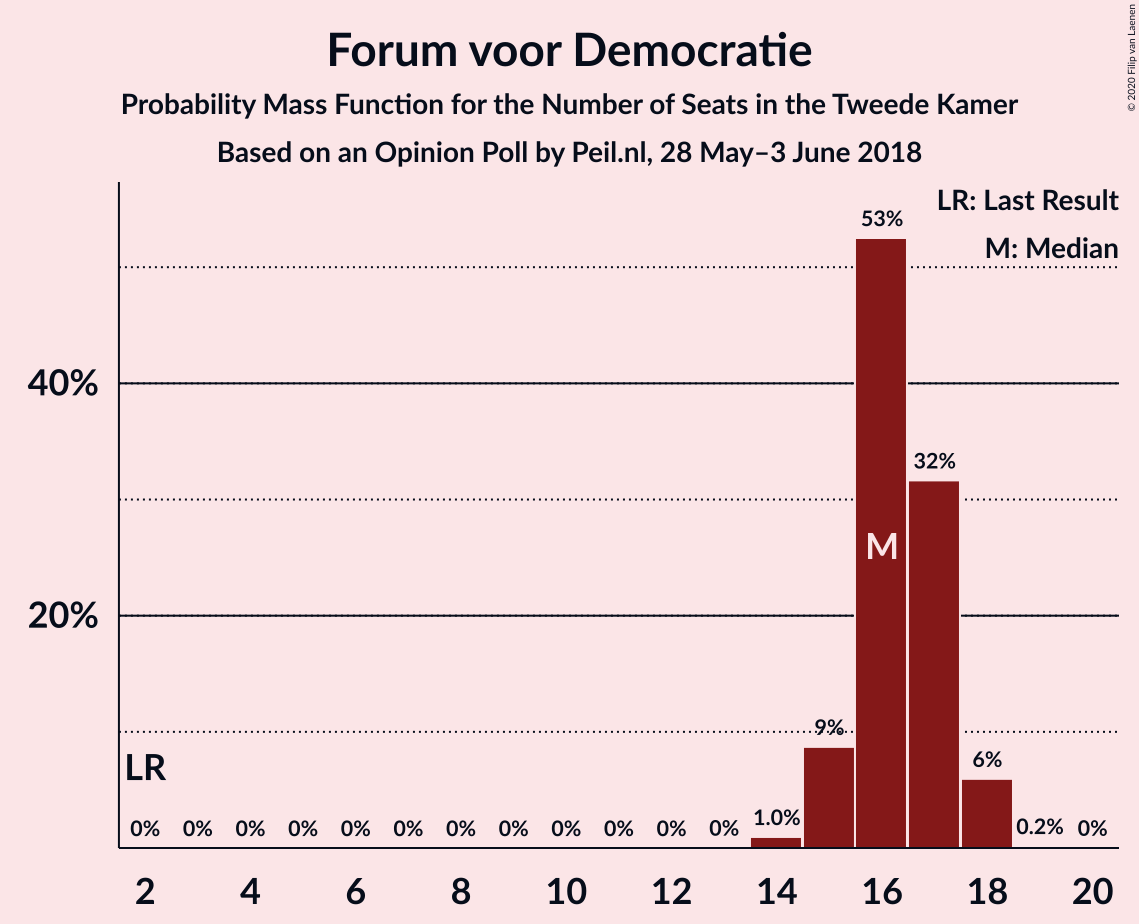 Forum voor Democratie
Probability Mass Function for the Number of Seats in the Tweede Kamer
Based on an Opinion Poll by Peil.nl, 28 May–3 June 2018
© 2020 Filip van Laenen
LR: Last Result
M: Median
53%
40%
32%
M
20%
9%
LR
6%
0% 0% 0% 0% 0% 0% 0% 0% 0% 0% 0% 0% 1.0% 0.2% 0%
2 4 6 8 10 12 14 16 18 20